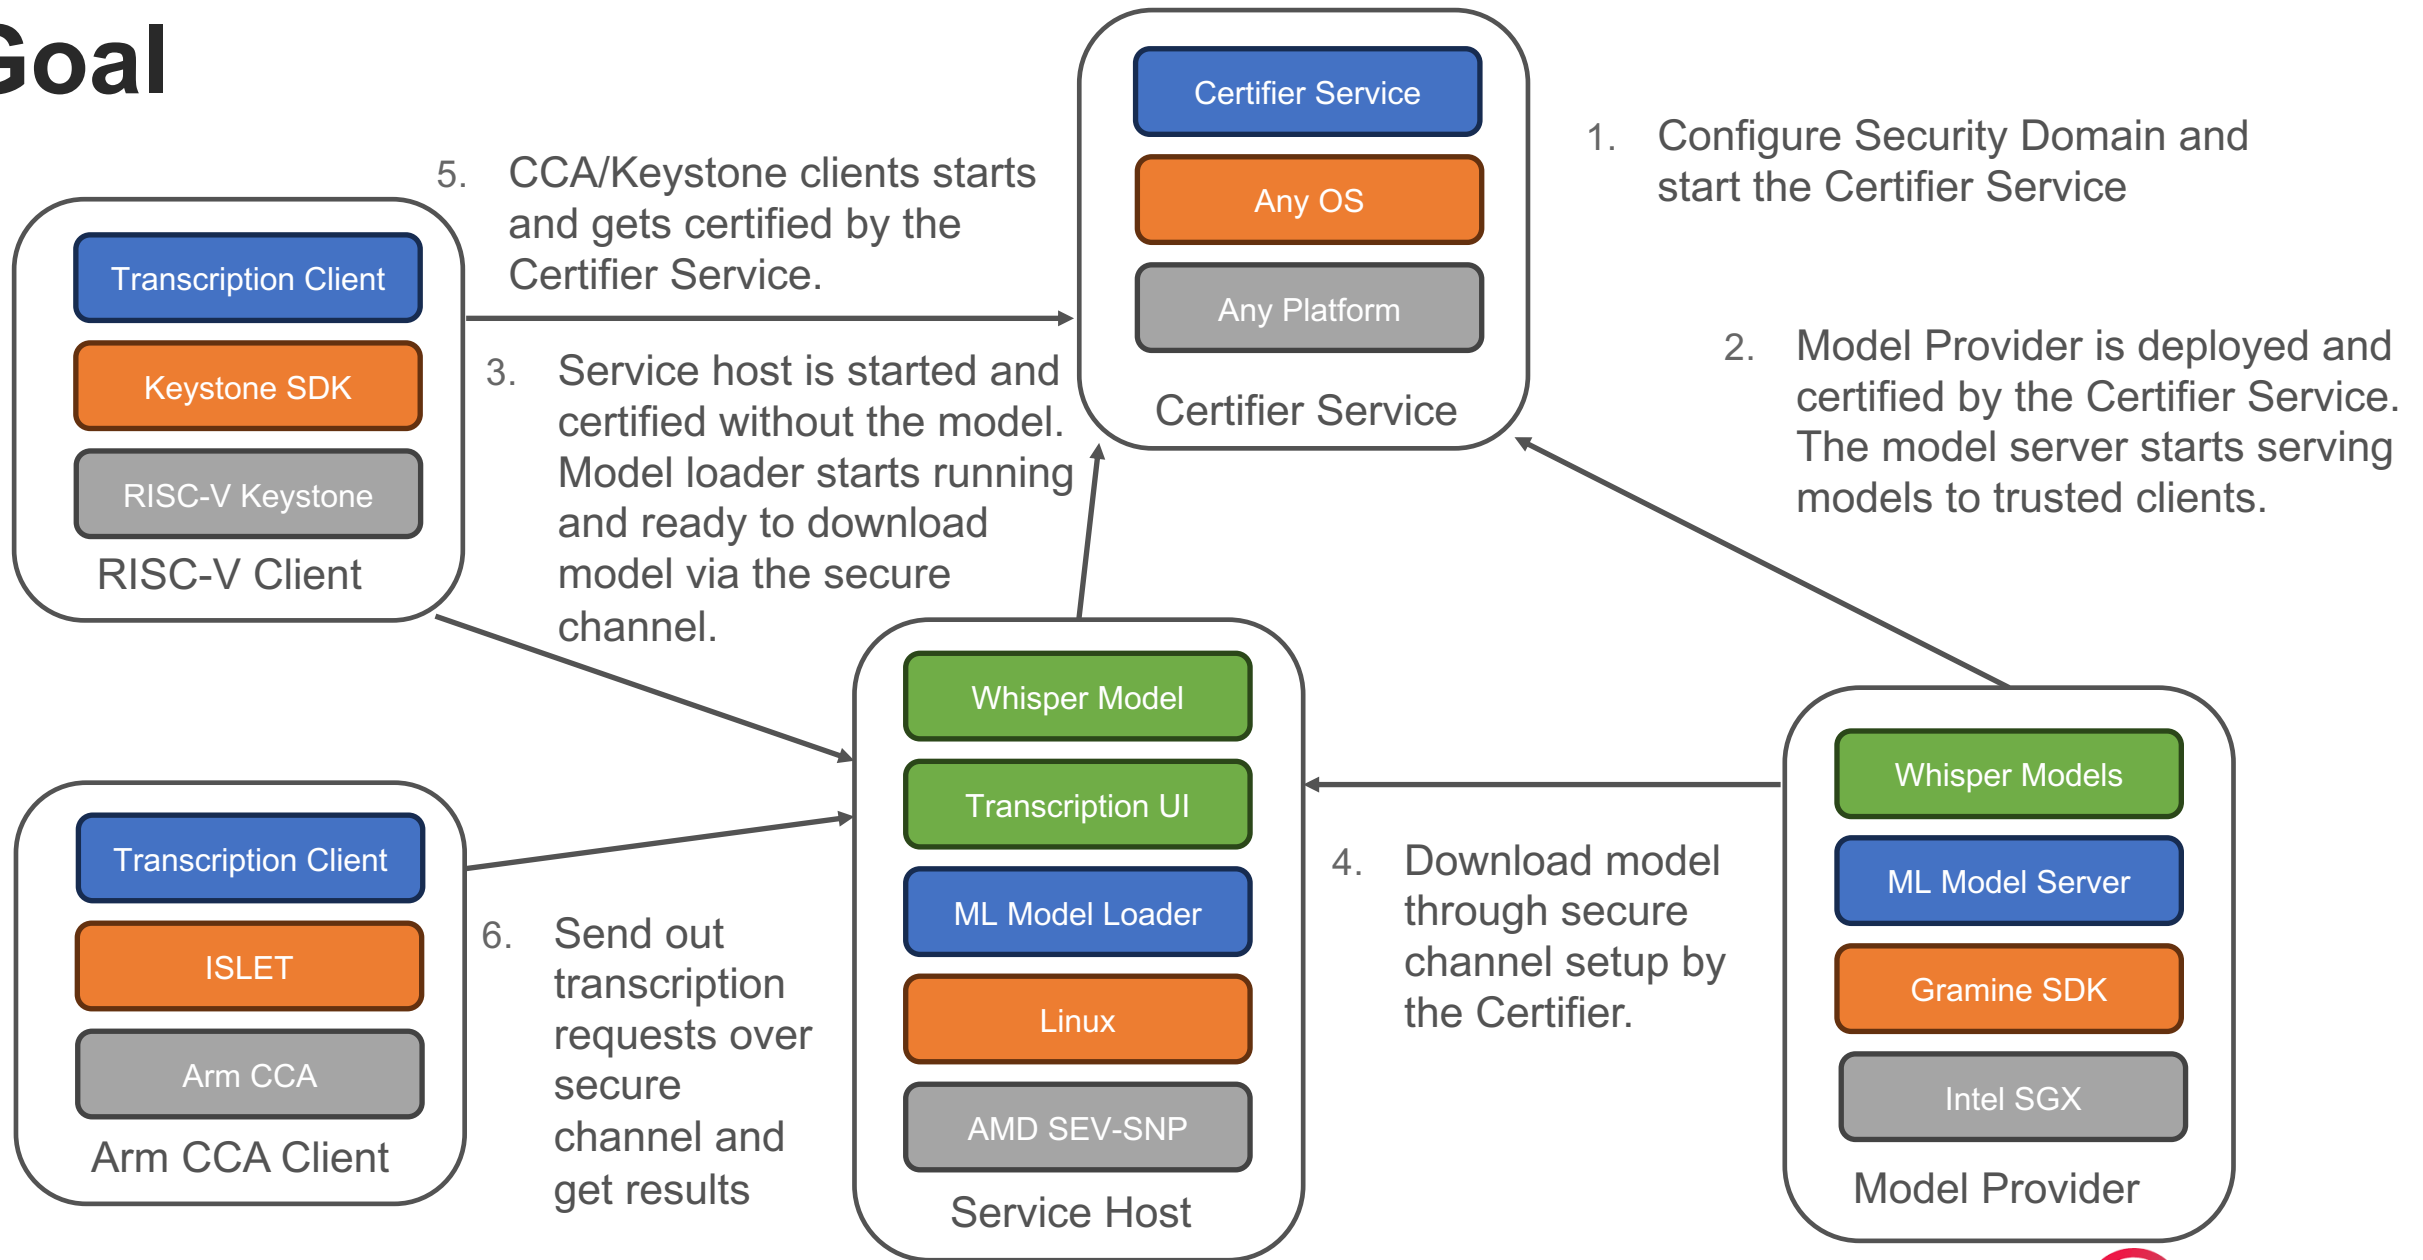 Goal
Certifier Service
Any OS
Any Platform
Certifier Service
1. Configure Security Domain and
start the Certifier Service
2. Model Provider is deployed and
certified by the Certifier Service.
The model server starts serving
models to trusted clients.
5. CCA/Keystone clients starts
and gets certified by the
Certifier Service.
Transcription Client
Keystone SDK
RISC-V Keystone
RISC-V Client
3. Service host is started and
certified without the model.
Model loader starts running
and ready to download
model via the secure
channel.
Transcription Client
ISLET
Arm CCA
Arm CCA Client
6. Send out
transcription
requests over
secure
channel and
get results
Whisper Model
Transcription UI
ML Model Loader
Linux
AMD SEV-SNP
Service Host
4. Download model
through secure
channel setup by
the Certifier.
Whisper Models
ML Model Server
Gramine SDK
Intel SGX
Model Provider